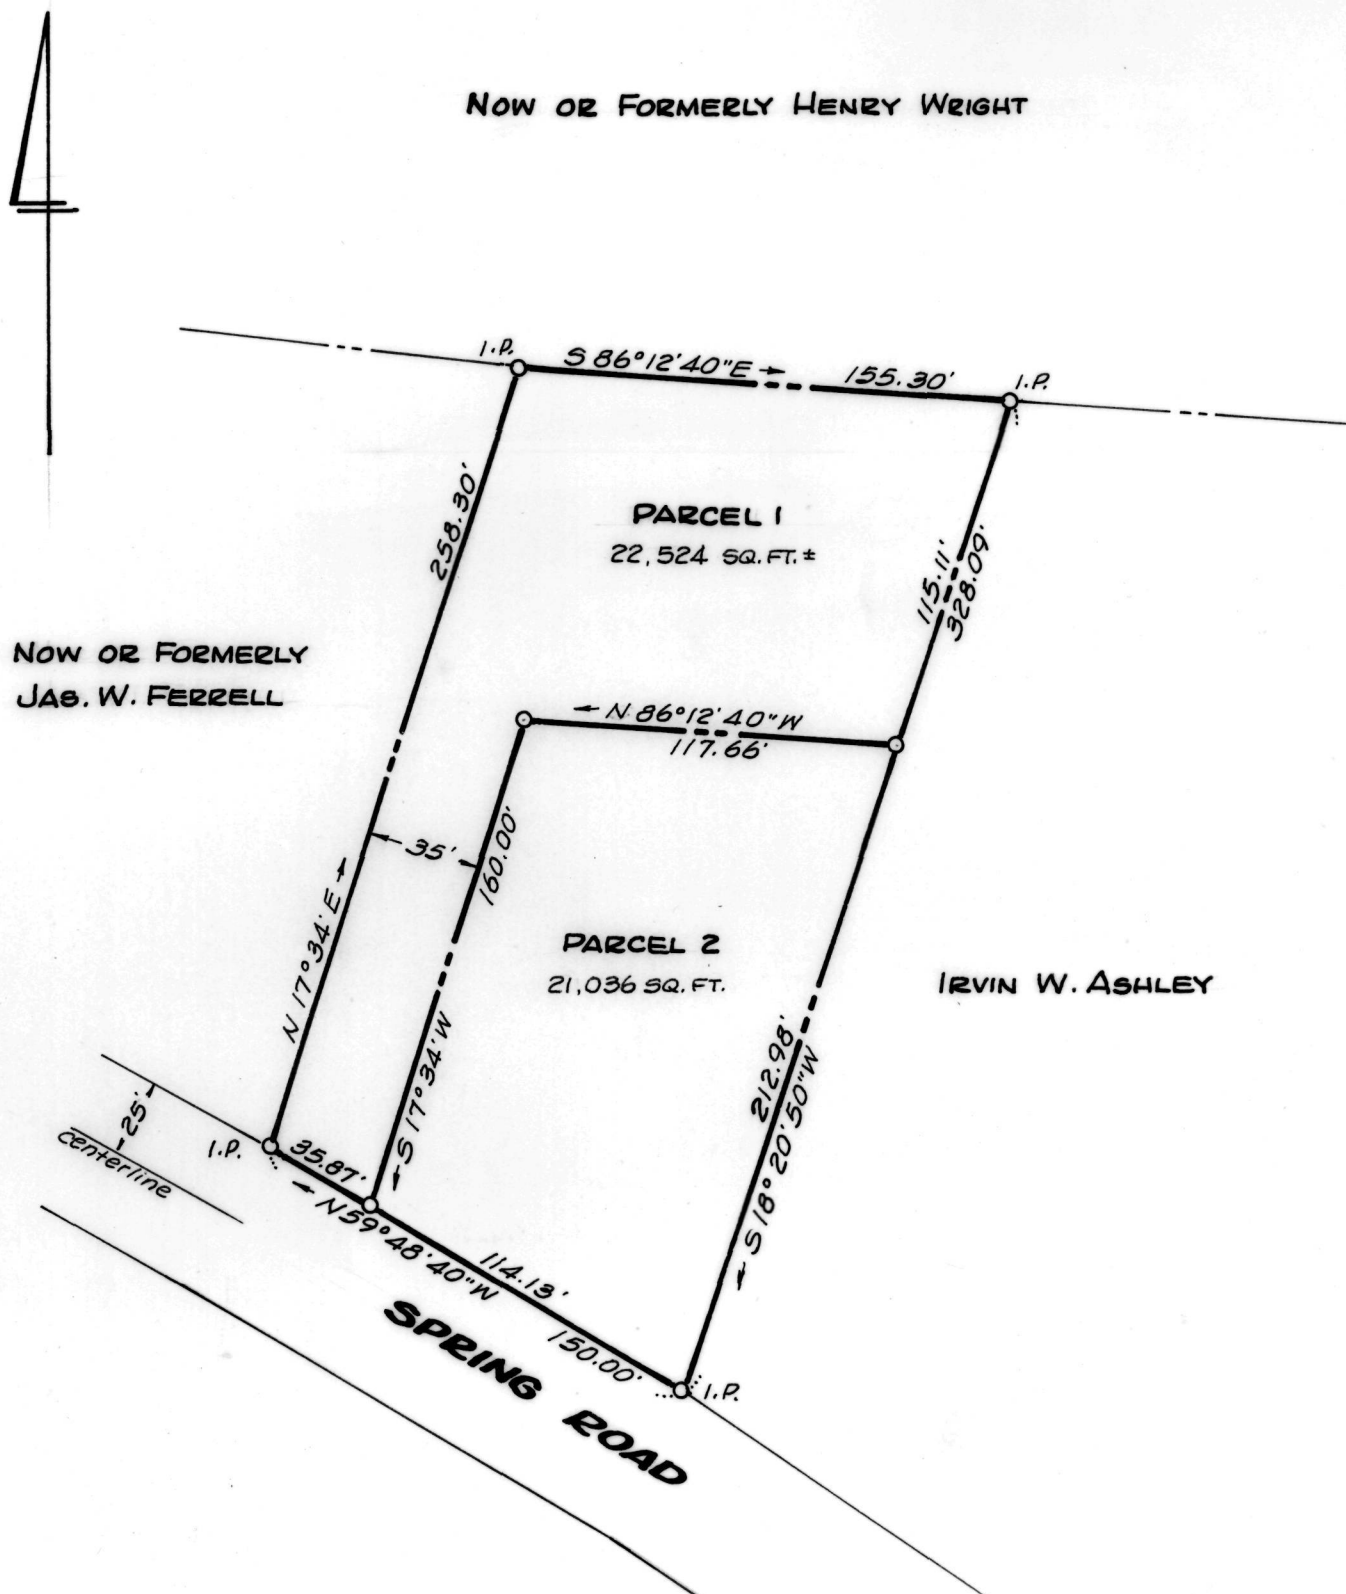 NOW OR FORMERLY HENRY WRIGHT
I.P.
S 86°12'40"E
155.30'
I.P.
258.30'
PARCEL 1
22,524 SQ. FT. ±
115.11'
328.09'
NOW OR FORMERLY
JAS. W. FERRELL
N 86°12'40"W
117.66'
35'
160.00'
N 17°34' E
PARCEL 2
21,036 SQ. FT.
IRVIN W. ASHLEY
S 17°34' W
212.98'
S 18° 20' 50" W
25'
centerline
I.P.
35.87'
N 59° 48' 40" W
114.13'
150.00'
I.P.
SPRING ROAD